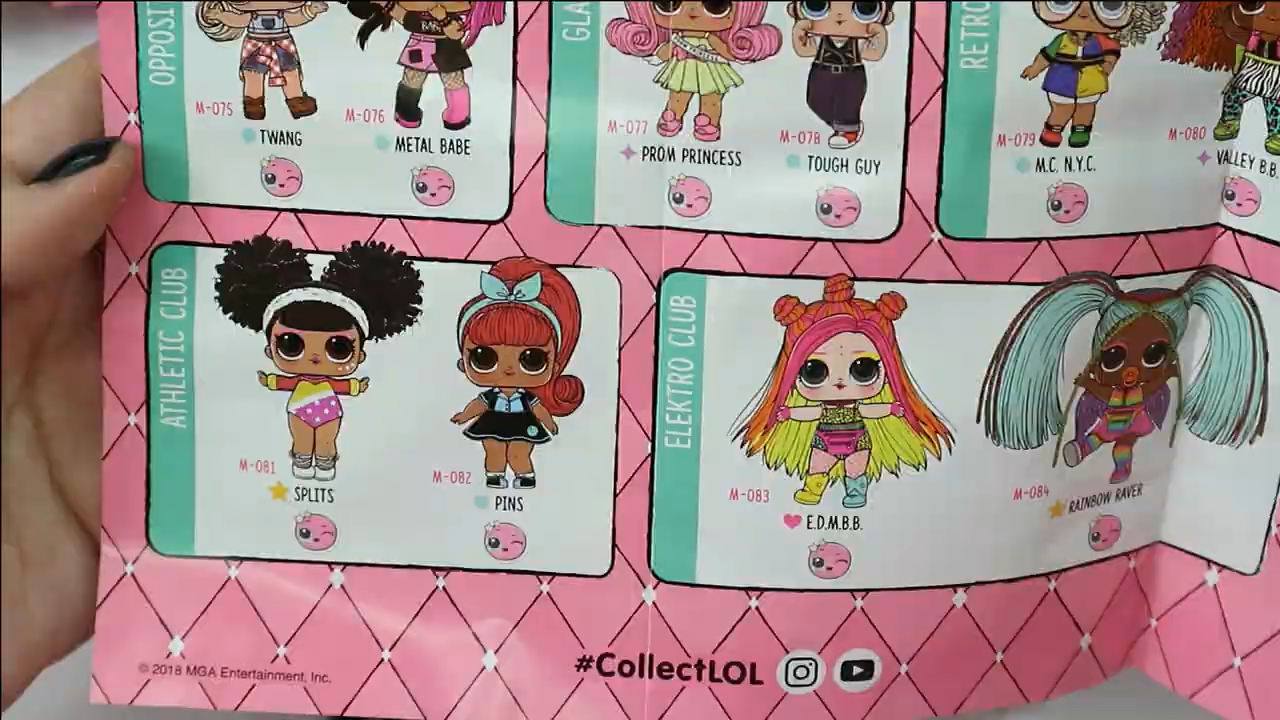 OPPOSI
M-075
TWANG
M-076
METAL BABE
GLA
M-077
PROM PRINCESS
M-078
TOUGH GUY
RETRO
M-079
M.C. N.Y.C.
M-080
VALLEY B.B.
ATHLETIC CLUB
M-081
SPLITS
M-082
PINS
ELEKTRO CLUB
M-083
E.D.M.B.B.
M-084
RAINBOW RAVER
© 2018 MGA Entertainment, Inc.
#CollectLOL